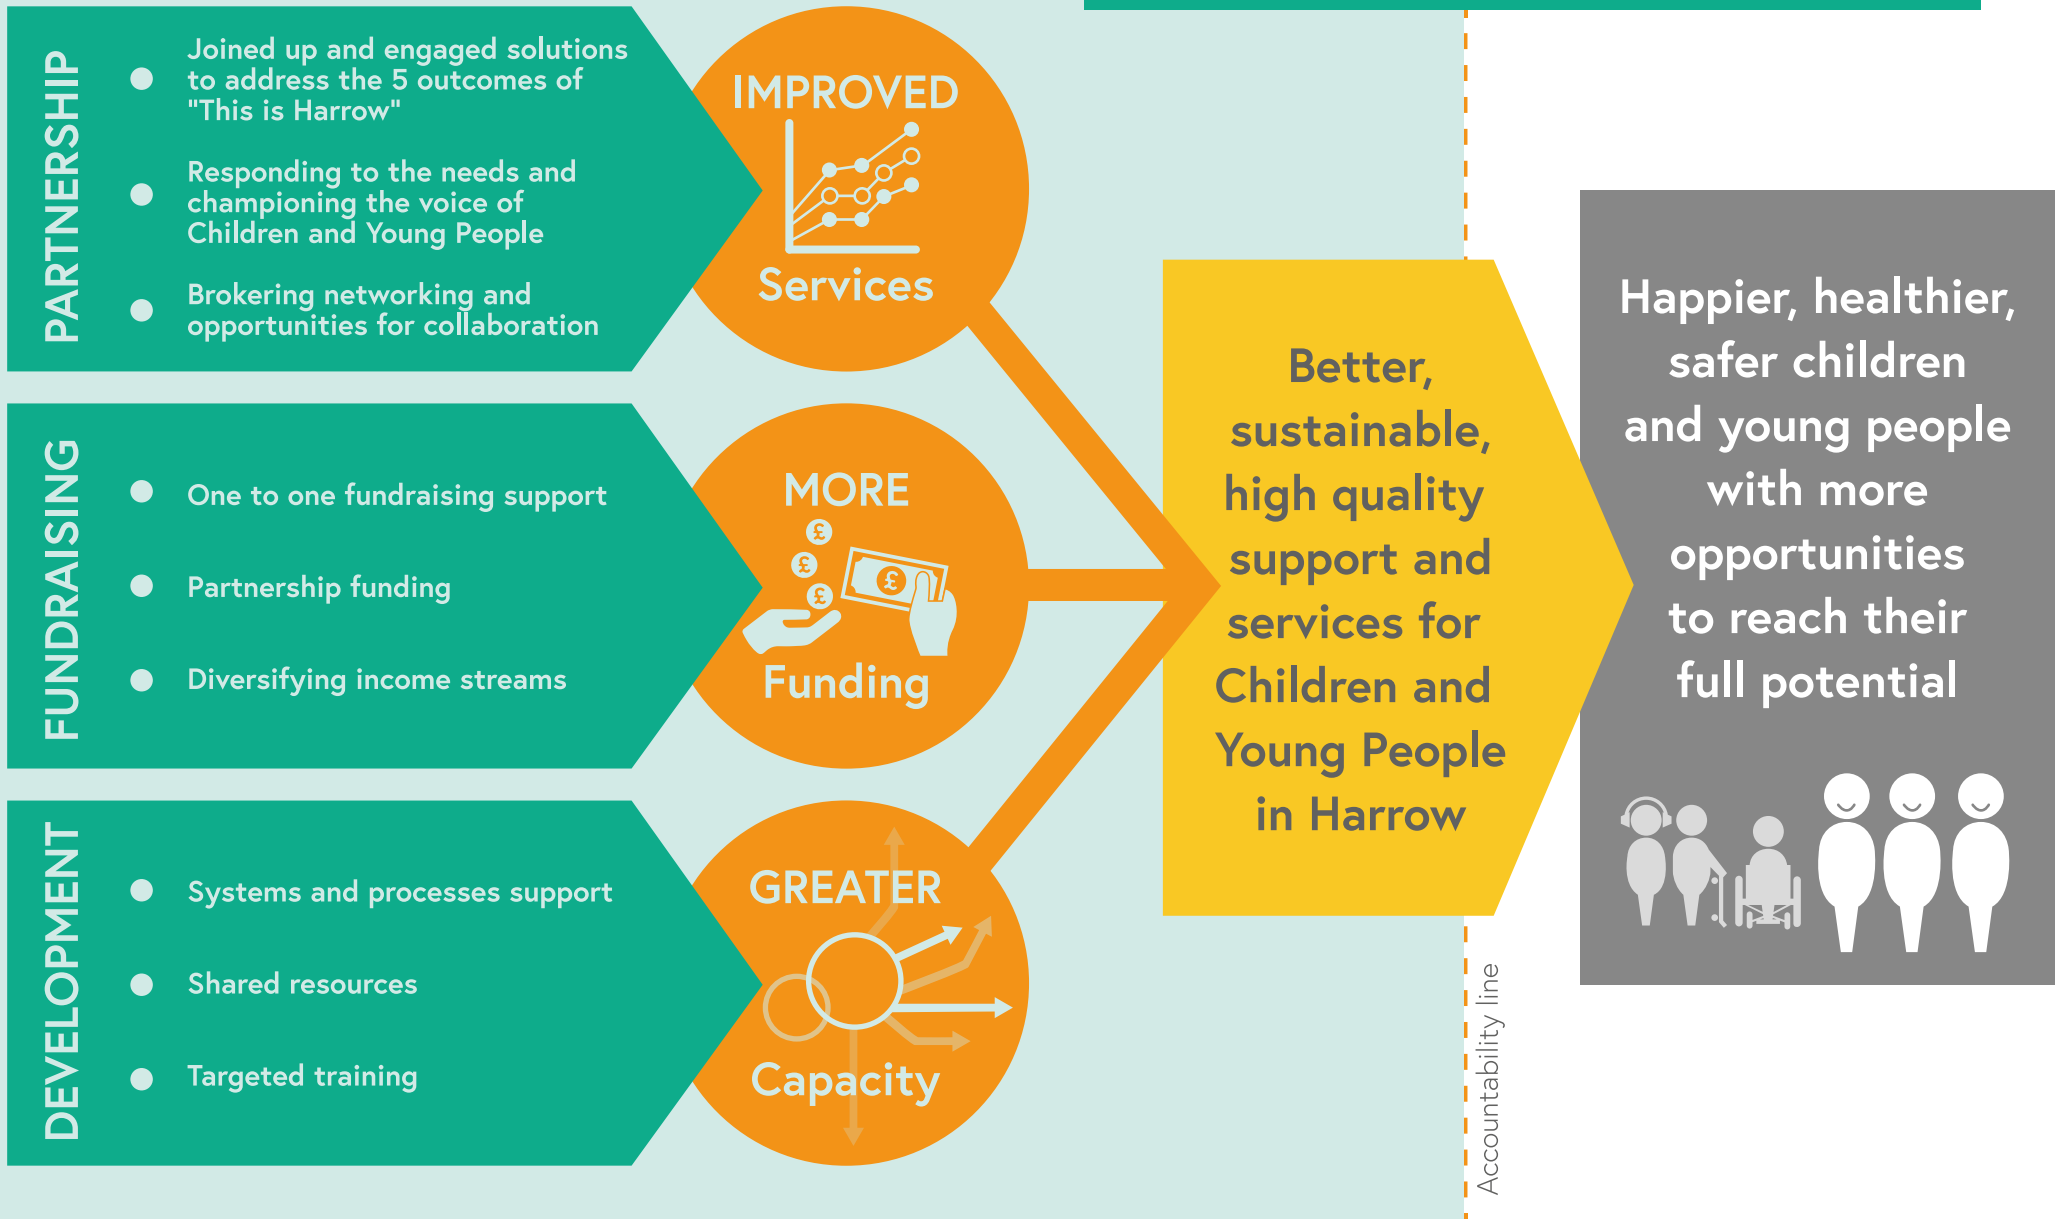 PARTNERSHIP
Joined up and engaged solutions
to address the 5 outcomes of
"This is Harrow"
Responding to the needs and
championing the voice of
Children and Young People
Brokering networking and
opportunities for collaboration
IMPROVED
Services
FUNDRAISING
One to one fundraising support
Partnership funding
Diversifying income streams
MORE
£
£
£
£
Funding
DEVELOPMENT
Systems and processes support
Shared resources
Targeted training
GREATER
Capacity
Better,
sustainable,
high quality
support and
services for
Children and
Young People
in Harrow
Accountability line
Happier, healthier,
safer children
and young people
with more
opportunities
to reach their
full potential